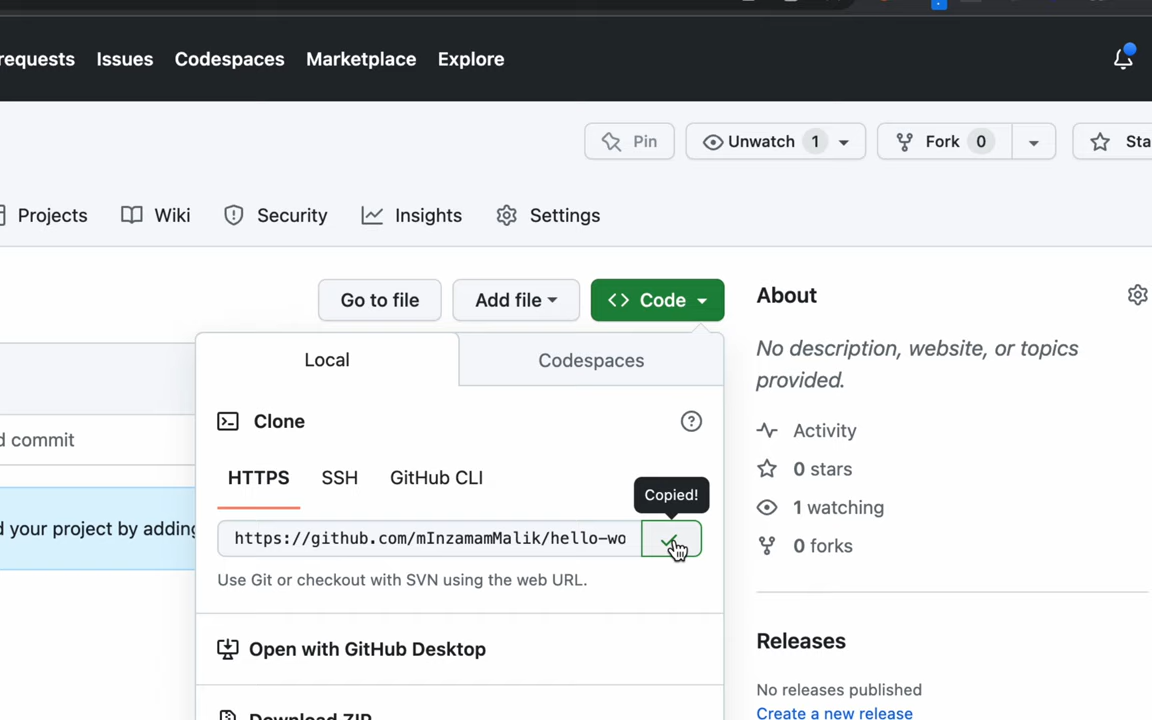 requests Issues Codespaces Marketplace Explore
Pin Unwatch 1 Fork 0 Sta
Projects Wiki Security Insights Settings
Go to file Add file <> Code
About
Local Codespaces
No description, website, or topics
provided.
Clone
d commit
Activity
HTTPS SSH GitHub CLI
0 stars
Copied!
1 watching
d your project by adding
https://github.com/mInzamamMalik/hello-wo
0 forks
Use Git or checkout with SVN using the web URL.
Open with GitHub Desktop
Releases
No releases published
Download ZIP
Create a new release